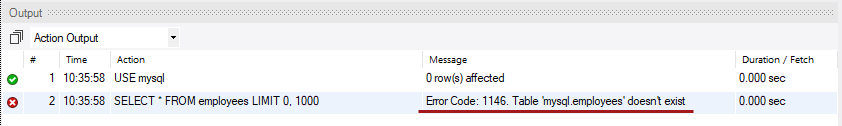 Output
Action Output
# Time Action Message Duration / Fetch
1 10:35:58 USE mysql 0 row(s) affected 0.000 sec
2 10:35:58 SELECT * FROM employees LIMIT 0, 1000 Error Code: 1146. Table 'mysql.employees' doesn't exist 0.000 sec